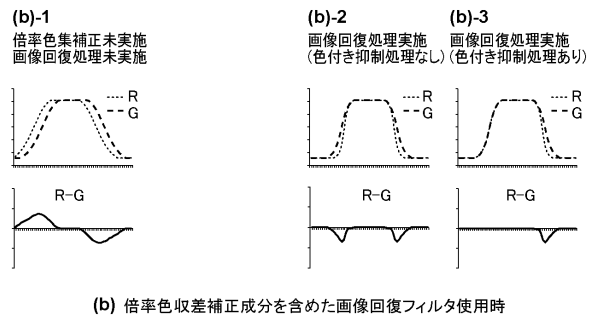 (b)-1
倍率色集補正未実施
画像回復処理未実施
R
G
R-G
(b)-2
画像回復処理実施
(色付き抑制処理なし)
R
G
R-G
(b)-3
画像回復処理実施
(色付き抑制処理あり)
R
G
R-G
(b) 倍率色収差補正成分を含めた画像回復フィルタ使用時